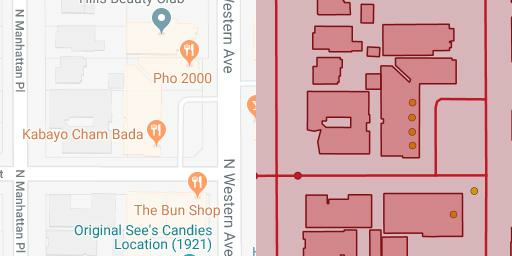 Hills Beauty Club
N Manhattan Pl
Western Ave
Pho 2000
Kabayo Cham Bada
N Manhattan Pl
N Western Ave
The Bun Shop
Original See's Candies
Location (1921)